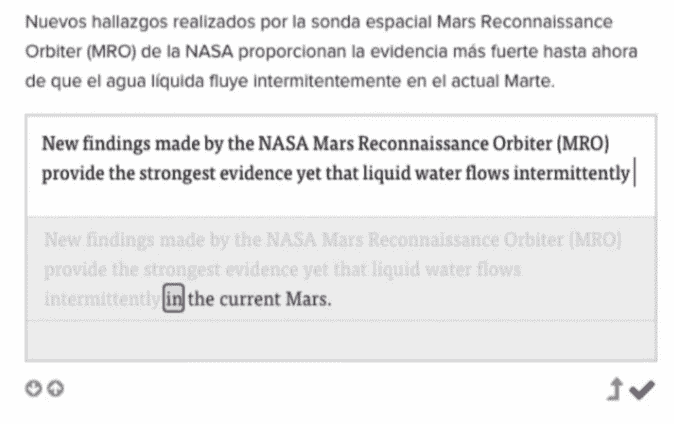 Nuevos hallazgos realizados por la sonda espacial Mars Reconnaissance
Orbiter (MRO) de la NASA proporcionan la evidencia más fuerte hasta ahora
de que el agua líquida fluye intermitentemente en el actual Marte.
New findings made by the NASA Mars Reconnaissance Orbiter (MRO)
provide the strongest evidence yet that liquid water flows intermittently
New findings made by the NASA Mars Reconnaissance Orbiter (MRO)
provide the strongest evidence yet that liquid water flows
intermittently in the current Mars.